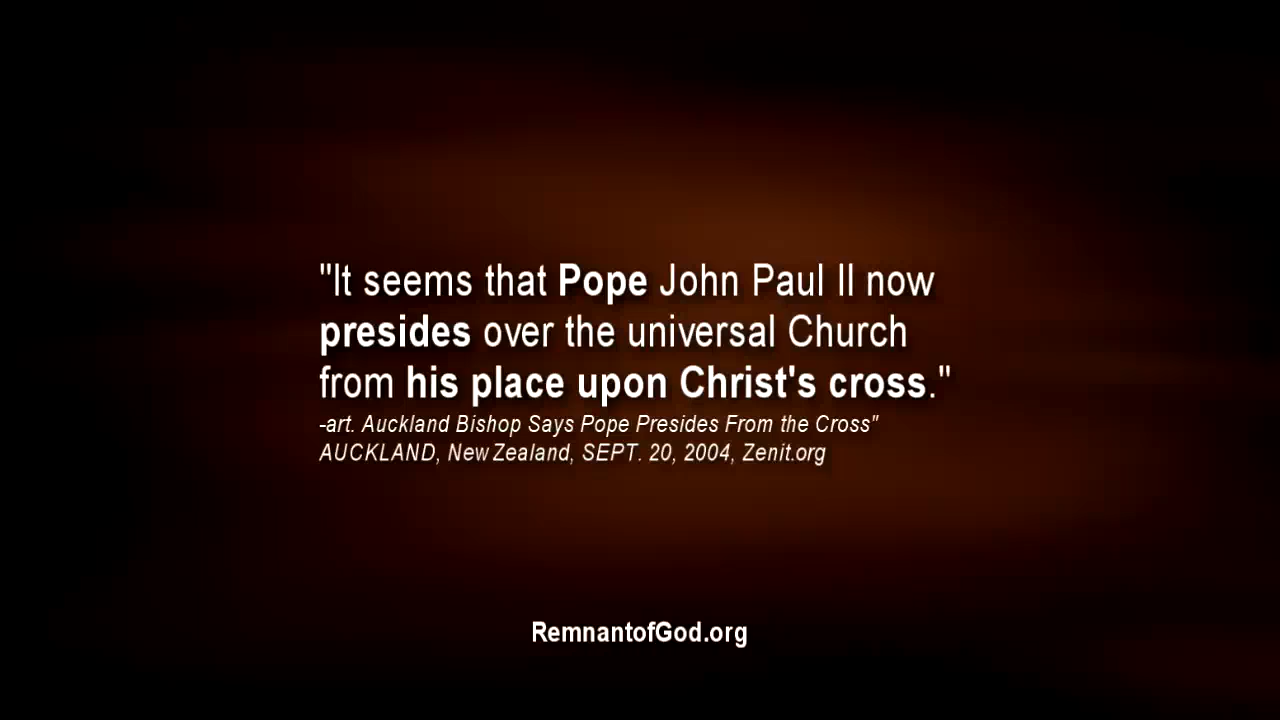 "It seems that Pope John Paul II now
presides over the universal Church
from his place upon Christ's cross."
-art. Auckland Bishop Says Pope Presides From the Cross"
AUCKLAND, New Zealand, SEPT. 20, 2004, Zenit.org
RemnantofGod.org